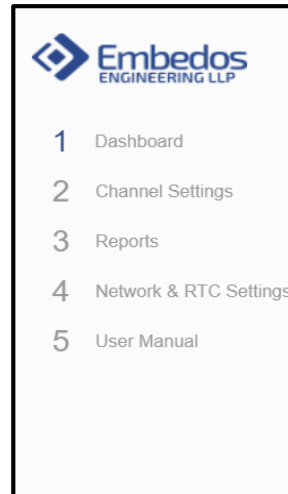 Embedos
ENGINEERING LLP
1 Dashboard
2 Channel Settings
3 Reports
4 Network & RTC Settings
5 User Manual